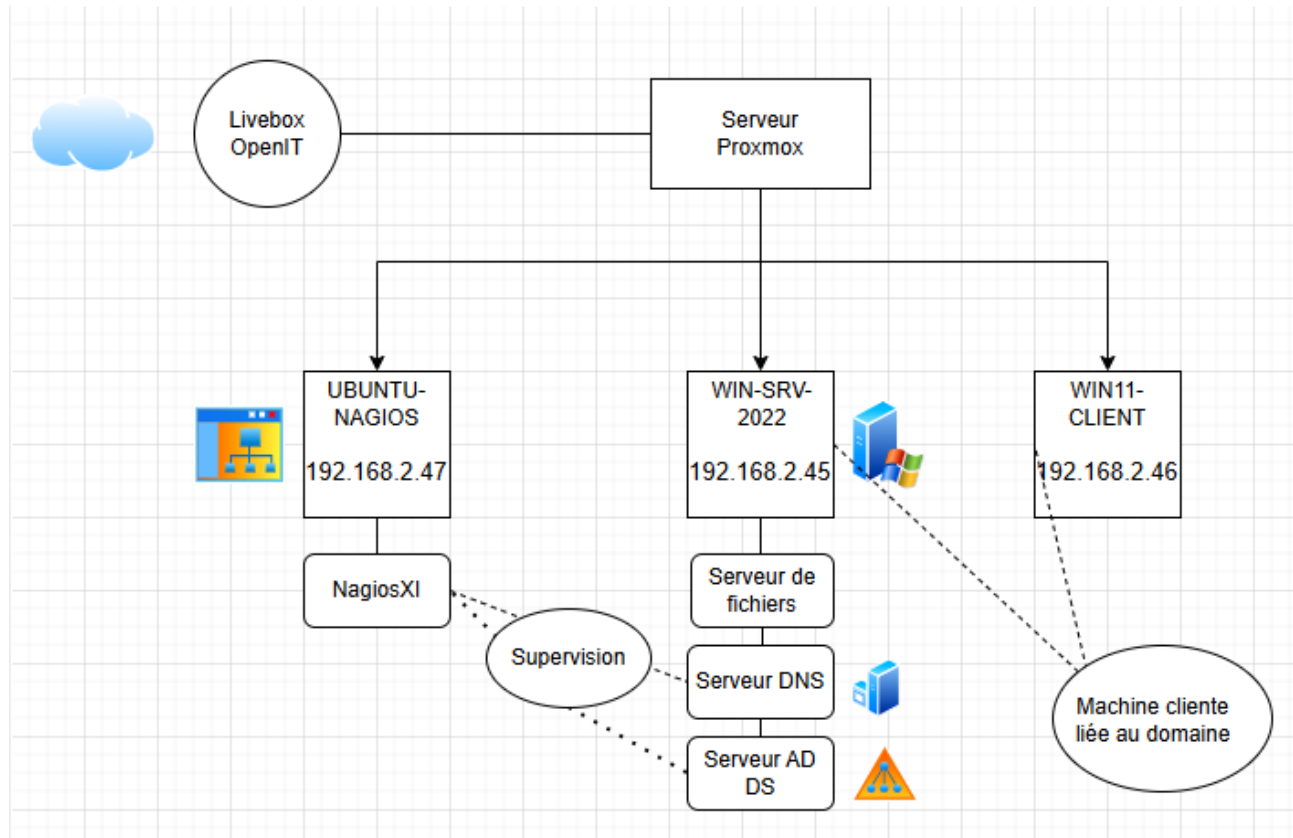 Livebox
OpenIT
Serveur
Proxmox
UBUNTU-
NAGIOS
192.168.2.47
WIN-SRV-
2022
192.168.2.45
WIN11-
CLIENT
192.168.2.46
NagiosXI
Serveur de
fichiers
Supervision
Serveur DNS
Machine cliente
liée au domaine
Serveur AD
DS